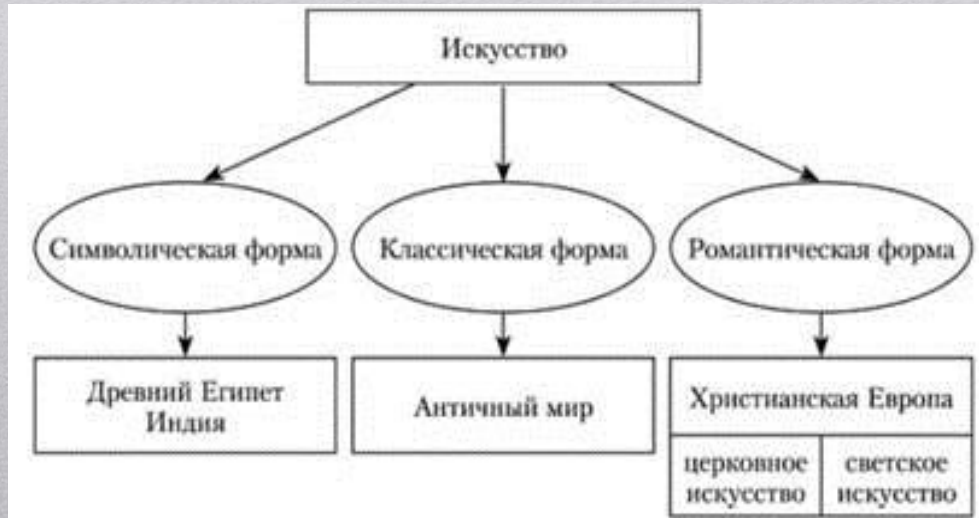 Искусство
Символическая форма
Классическая форма
Романтическая форма
Древний Египет
Индия
Античный мир
Христианская Европа
церковное
искусство
светское
искусство